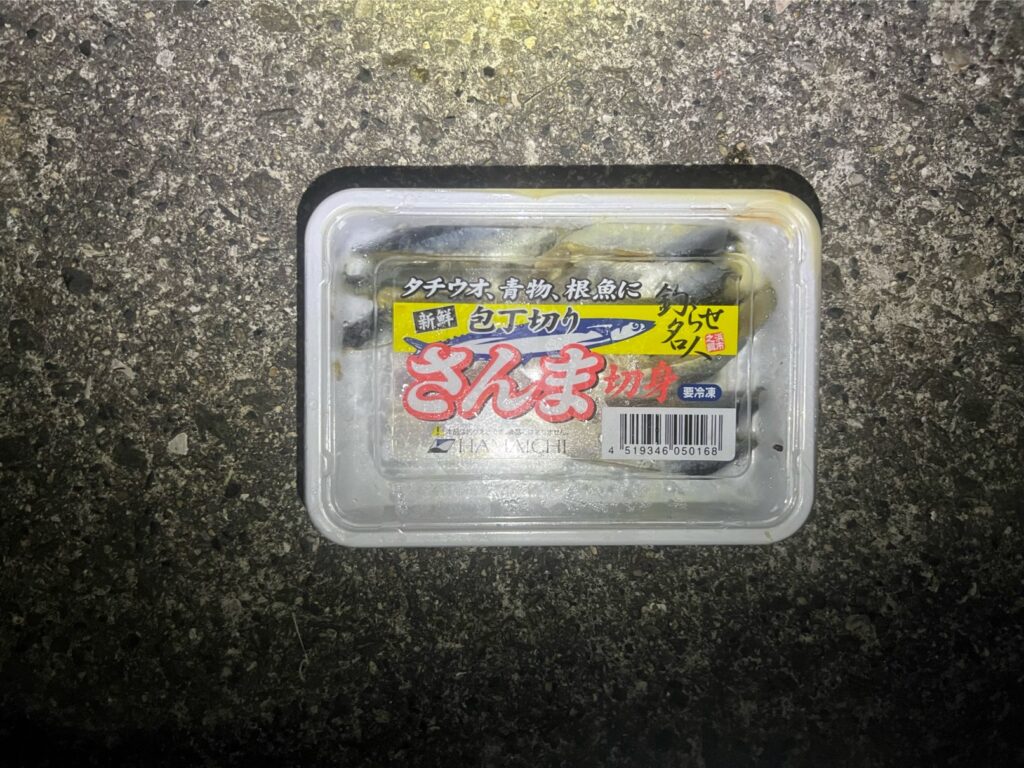 タチウオ、青物、根魚に
新鮮 包丁切り
釣らせ
名人
さんま切身
要冷凍
HAMAICHI
4 519346 050168